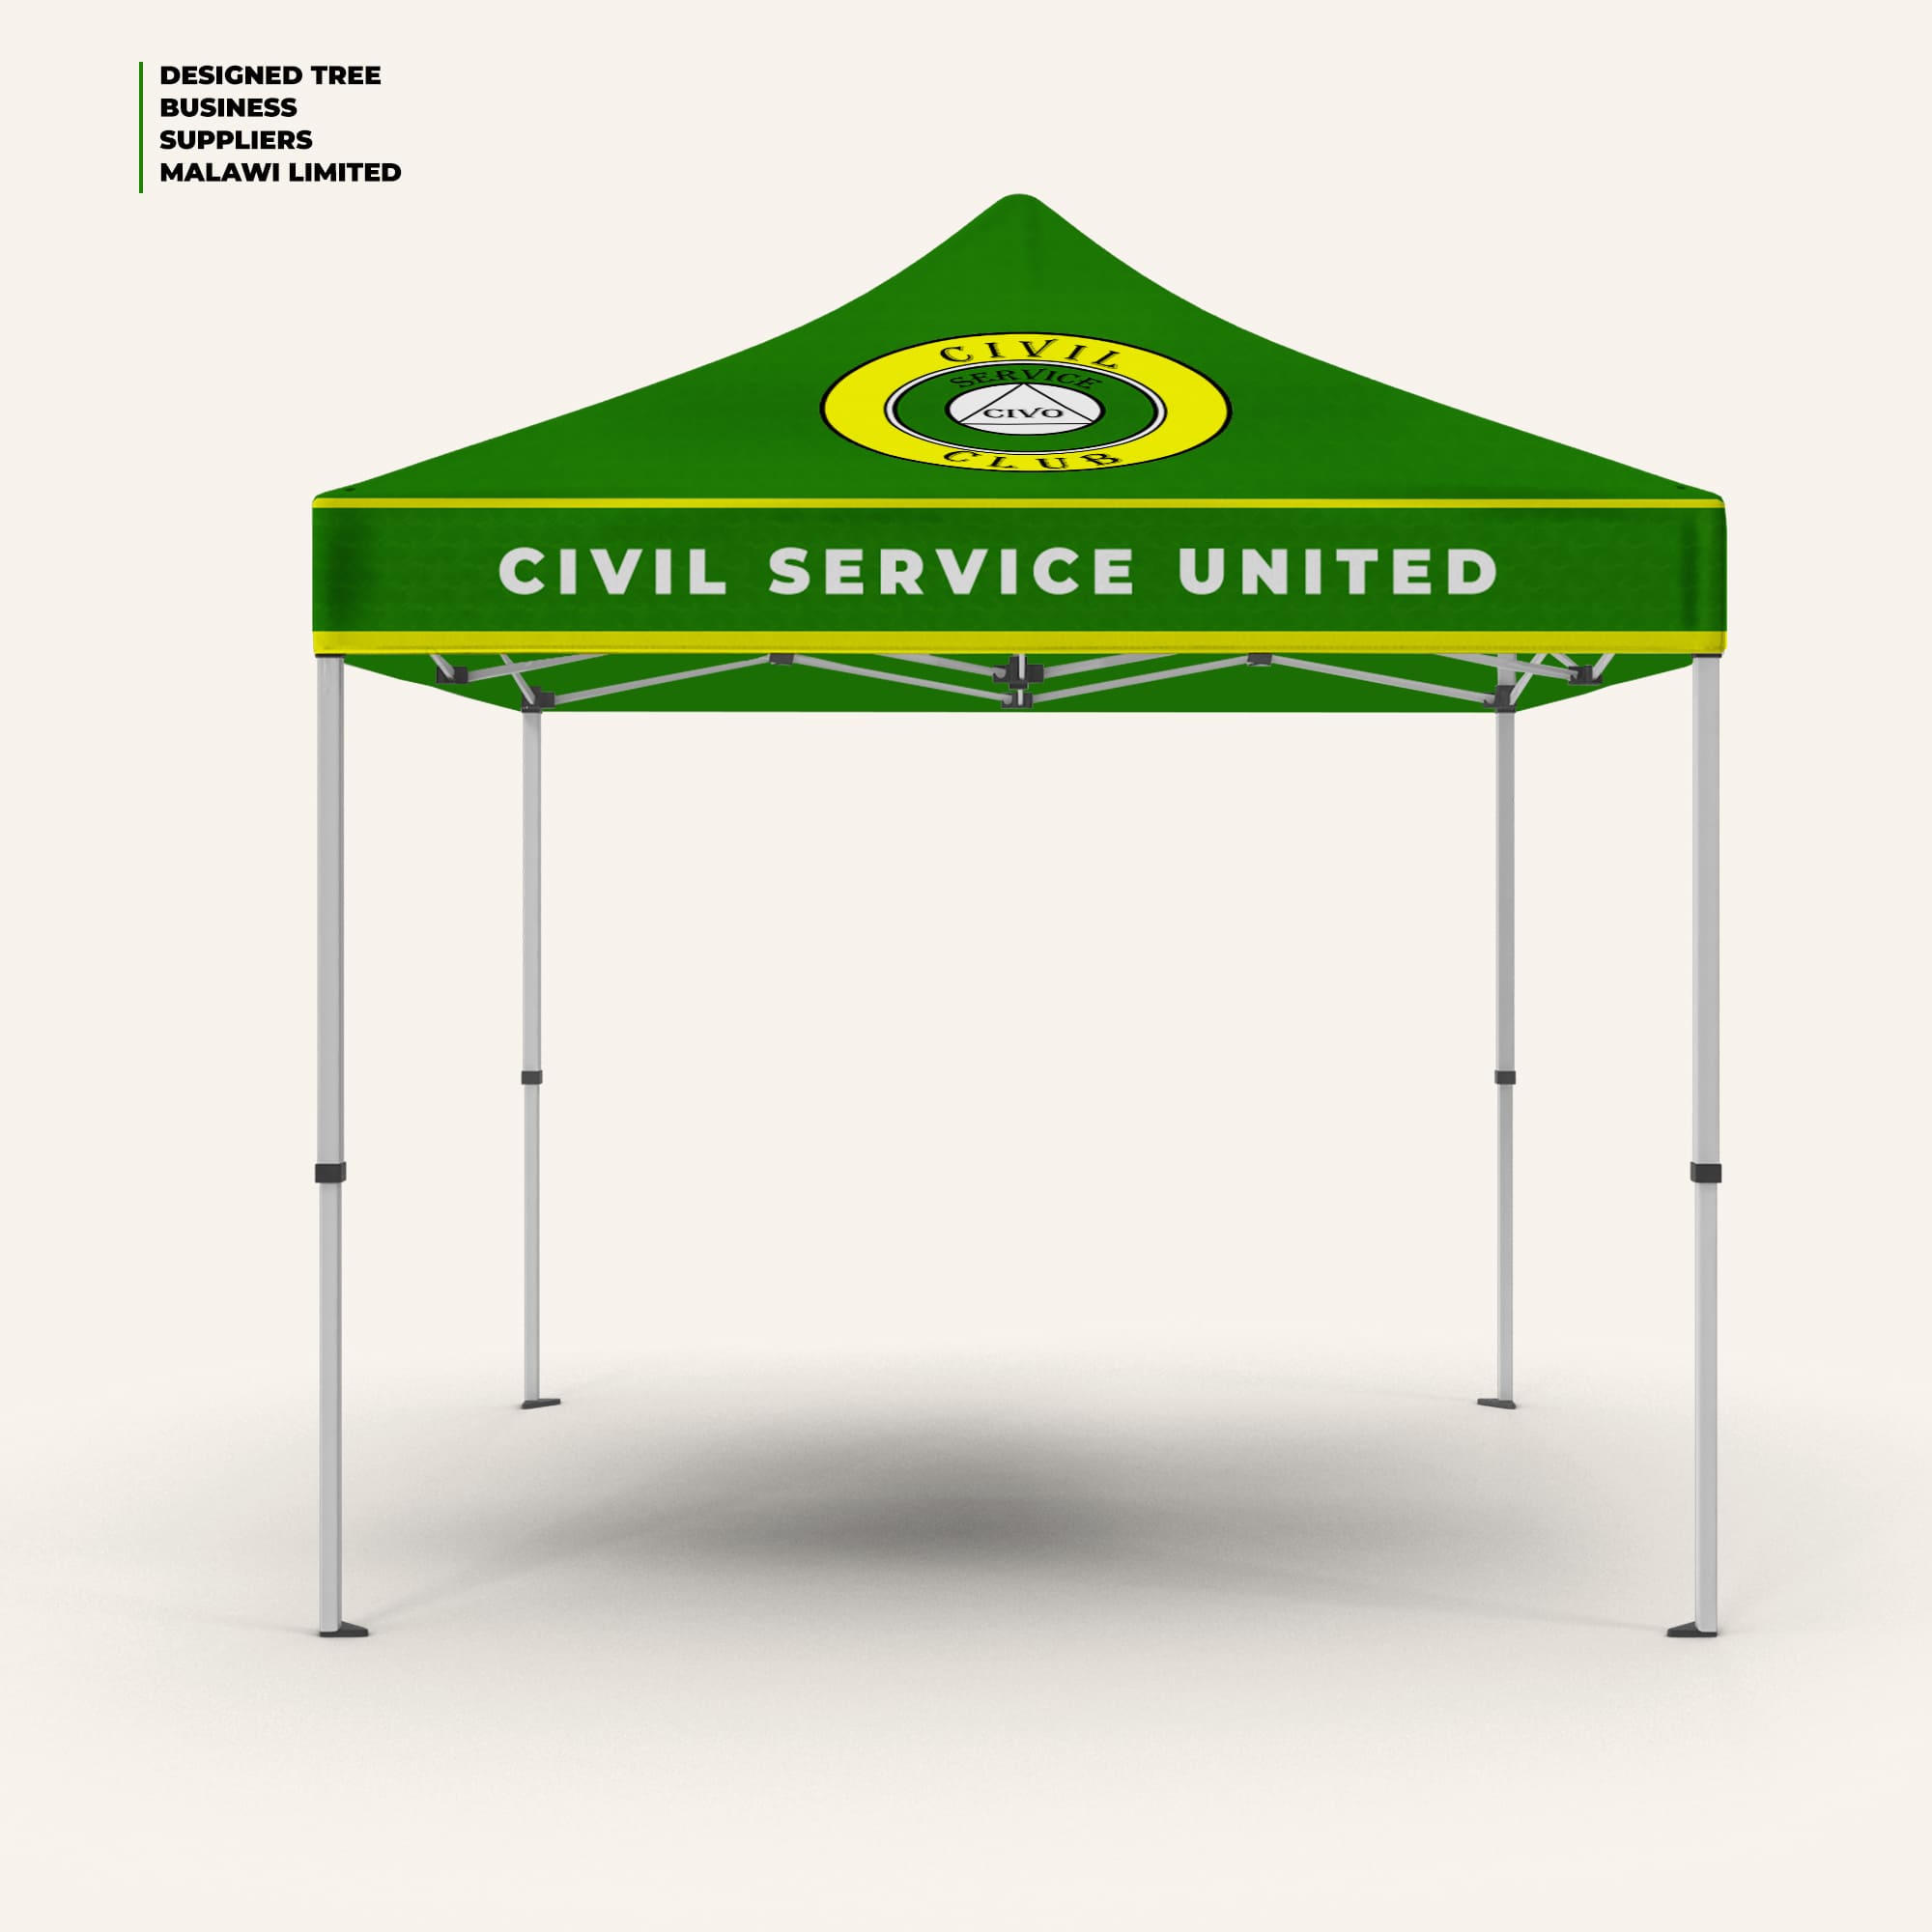 DESIGNED TREE
BUSINESS
SUPPLIERS
MALAWI LIMITED
CIVIL
SERVICE
CIVO
CLUB
CIVIL SERVICE UNITED